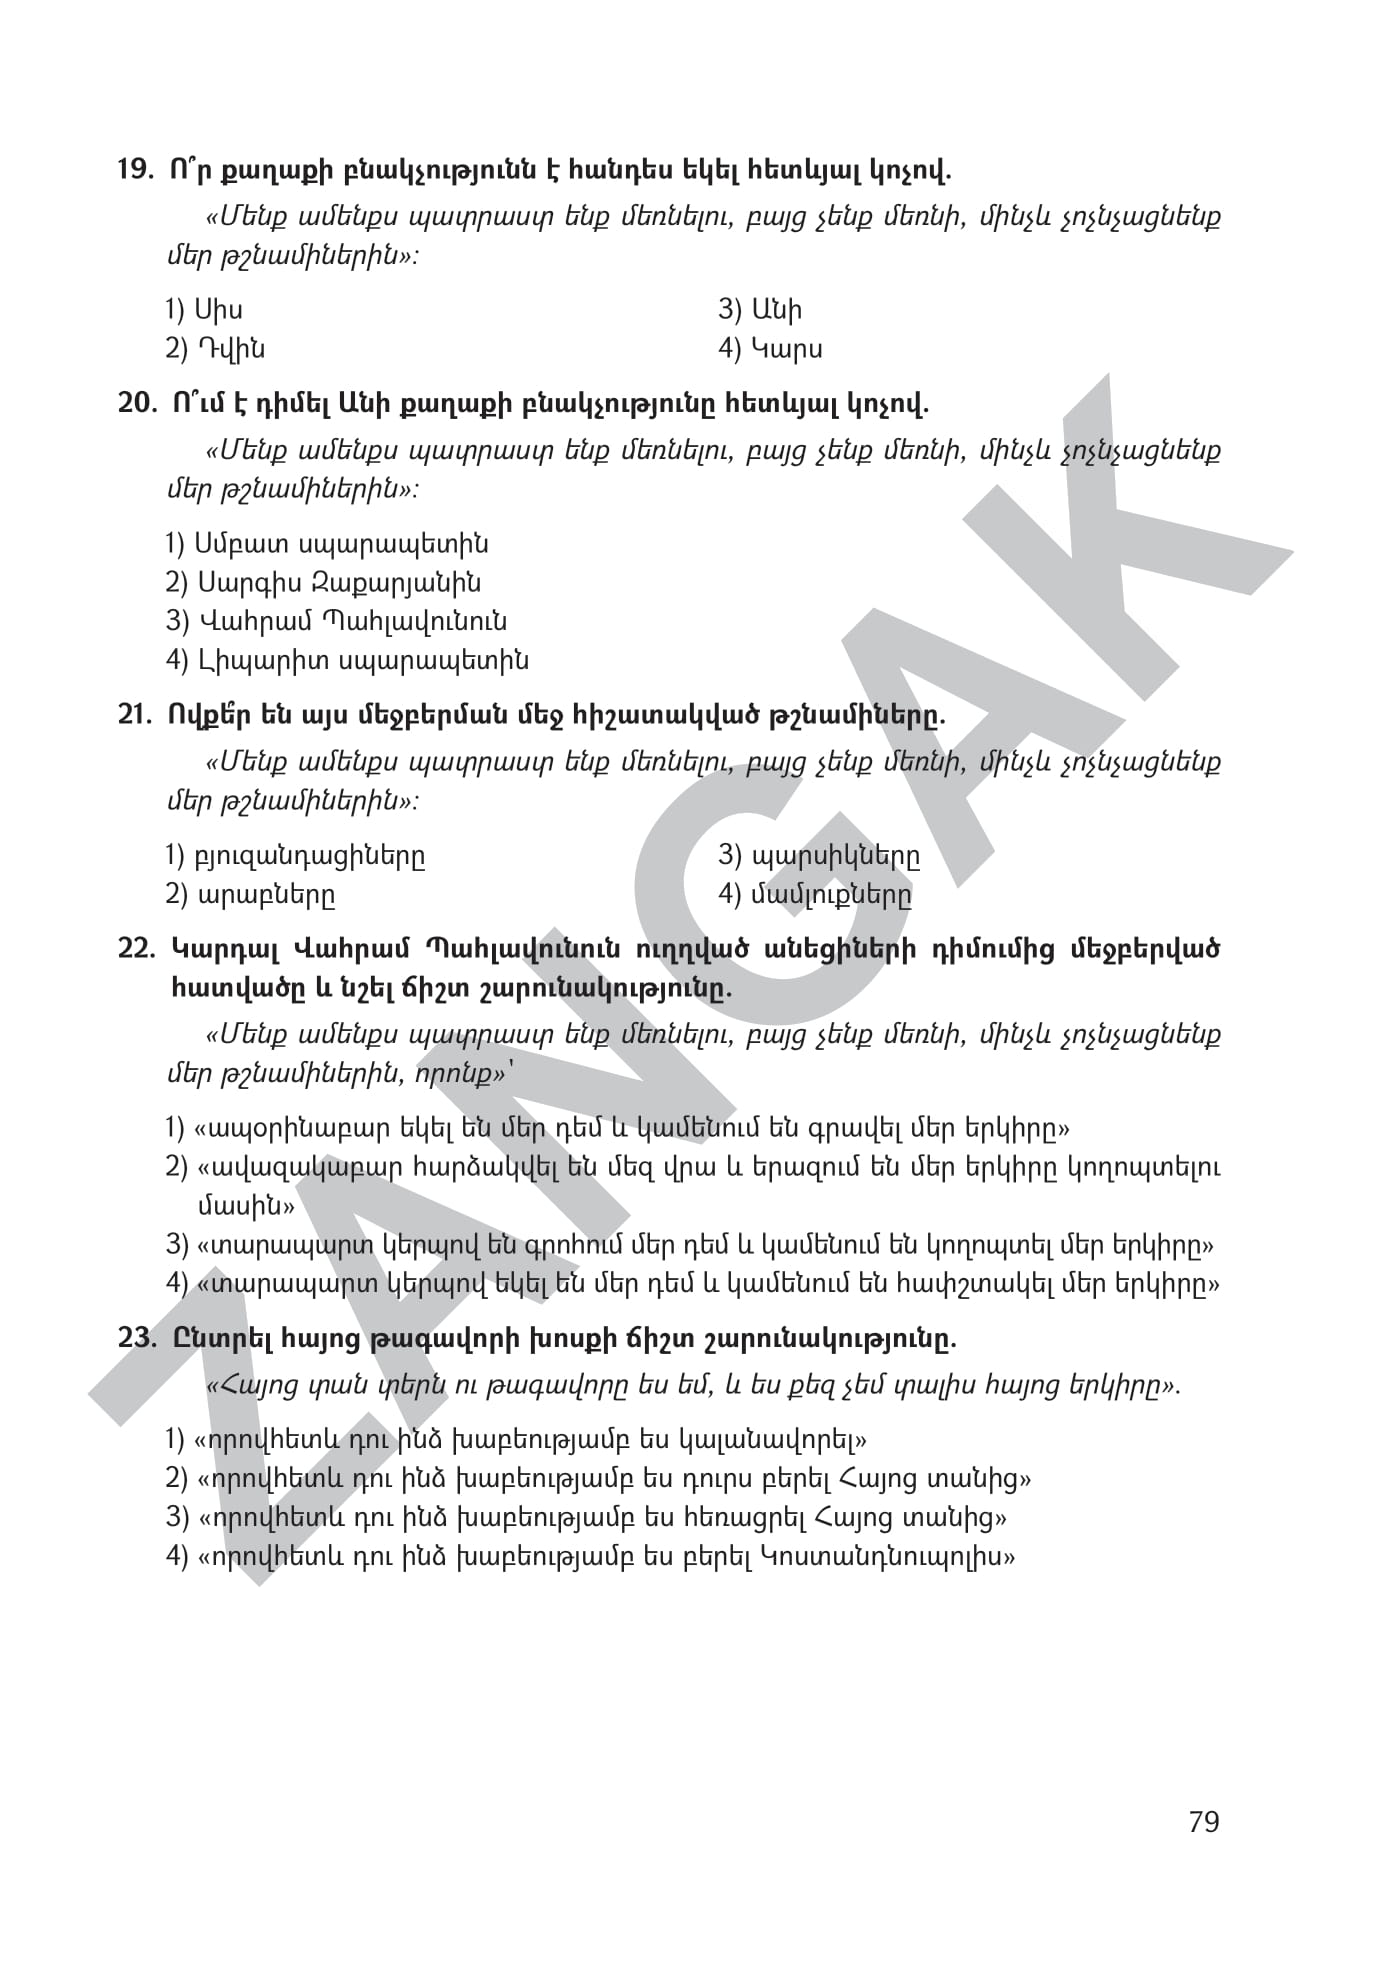 19. Ո՞ր քաղաքի բնակչությունն է հանդես եկել հետևյալ կոչով.
«Մենք ամենքս պատրաստ ենք մեռնելու, բայց չենք մեռնի, մինչև չոչնչացնենք
մեր թշնամիներին»:
1) Սիս
3) Անի
2) Դվին
4) Կարս
20. Ո՞ւմ է դիմել Անի քաղաքի բնակչությունը հետևյալ կոչով.
«Մենք ամենքս պատրաստ ենք մեռնելու, բայց չենք մեռնի, մինչև չոչնչացնենք
մեր թշնամիներին»:
1) Սմբատ սպարապետին
2) Սարգիս Զաքարյանին
3) Վահրամ Պահլավունուն
4) Լիպարիտ սպարապետին
21. Ովքե՞ր են այս մեջբերման մեջ հիշատակված թշնամիները.
«Մենք ամենքս պատրաստ ենք մեռնելու, բայց չենք մեռնի, մինչև չոչնչացնենք
մեր թշնամիներին»:
1) բյուզանդացիները
3) պարսիկները
2) արաբները
4) մամլուքները
22. Կարդալ Վահրամ Պահլավունուն ուղղված անեցիների դիմումից մեջբերված
հատվածը և նշել ճիշտ շարունակությունը.
«Մենք ամենքս պատրաստ ենք մեռնելու, բայց չենք մեռնի, մինչև չոչնչացնենք
մեր թշնամիներին, որոնք»՝
1) «ապօրինաբար եկել են մեր դեմ և կամենում են գրավել մեր երկիրը»
2) «ավազակաբար հարձակվել են մեզ վրա և երազում են մեր երկիրը կողոպտելու
մասին»
3) «տարապարտ կերպով են գրոհում մեր դեմ և կամենում են կողոպտել մեր երկիրը»
4) «տարապարտ կերպով եկել են մեր դեմ և կամենում են հափշտակել մեր երկիրը»
23. Ընտրել հայոց թագավորի խոսքի ճիշտ շարունակությունը.
«Հայոց տան տերն ու թագավորը ես եմ, և ես քեզ չեմ տալիս հայոց երկիրը».
1) «որովհետև դու ինձ խաբեությամբ ես կալանավորել»
2) «որովհետև դու ինձ խաբեությամբ ես դուրս բերել Հայոց տանից»
3) «որովհետև դու ինձ խաբեությամբ ես հեռացրել Հայոց տանից»
4) «որովհետև դու ինձ խաբեությամբ ես բերել Կոստանդնուպոլիս»
79
ZANGAK